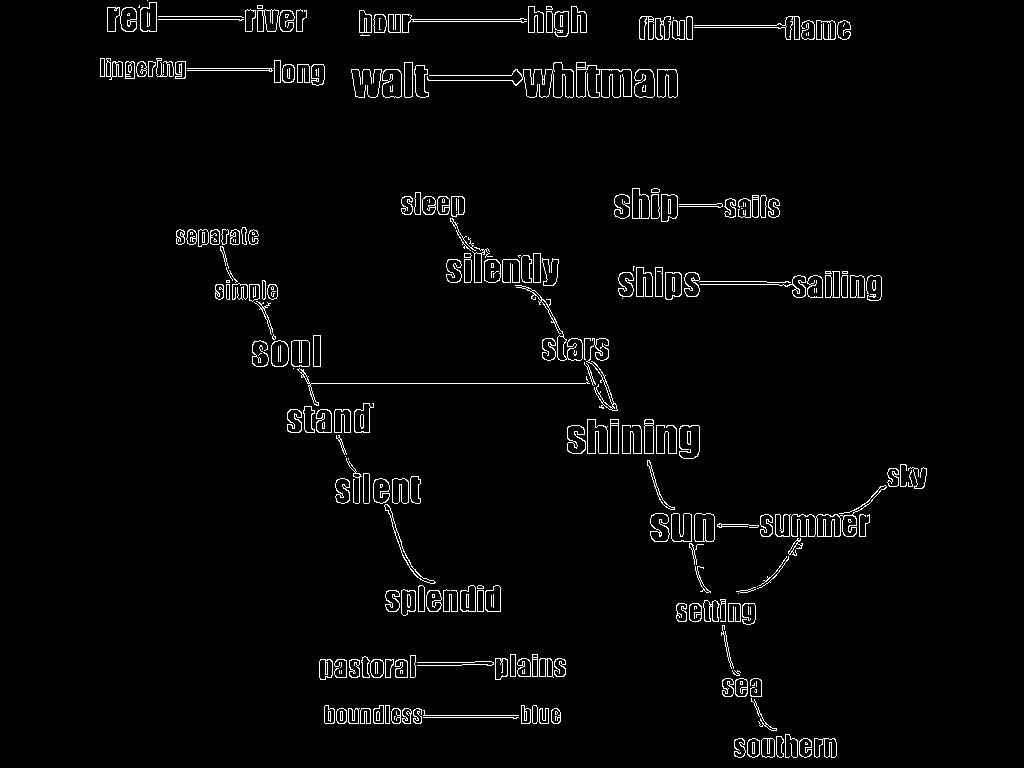 red river hour high fitful flame
lingering long walt whitman
sleep ship sails
separate
silently
simple ships sailing
soul stars
stand shining
silent sky
sun summer
splendid setting
pastoral plains
sea
boundless blue
southern